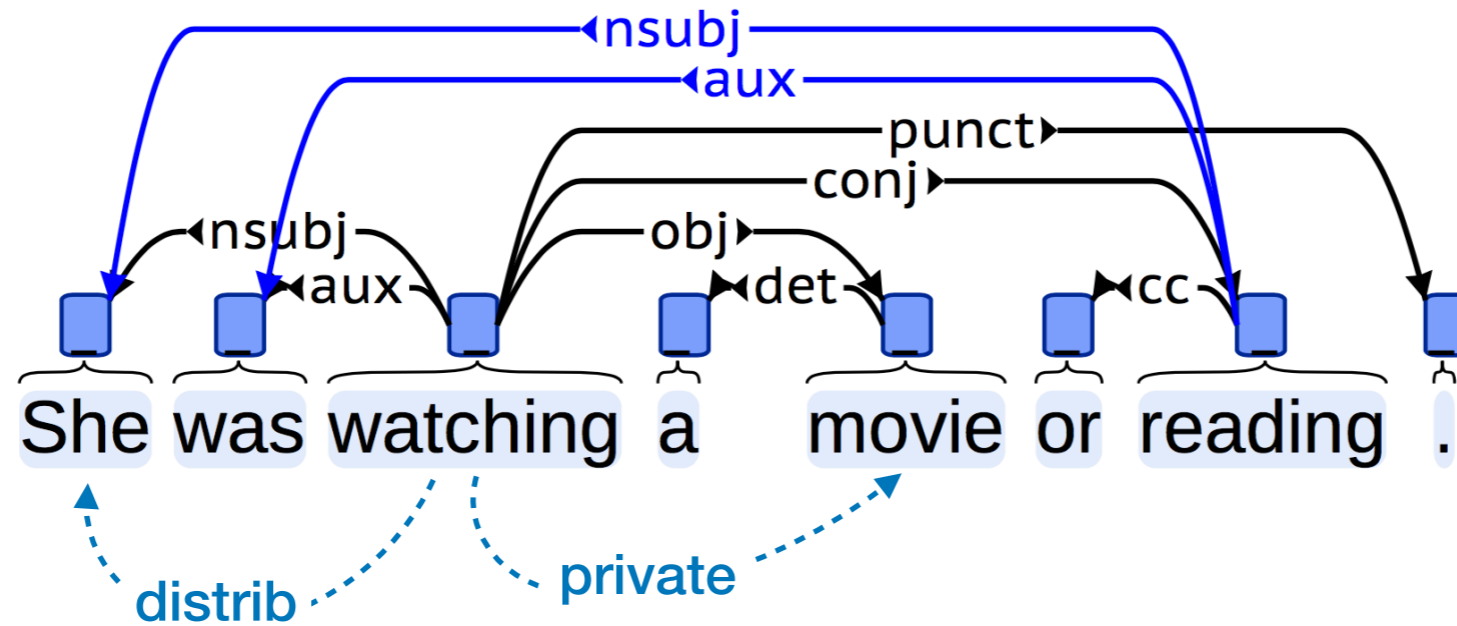 nsubj
aux
punct
conj
nsubj obj
aux det cc
She was watching a movie or reading .
private
distrib